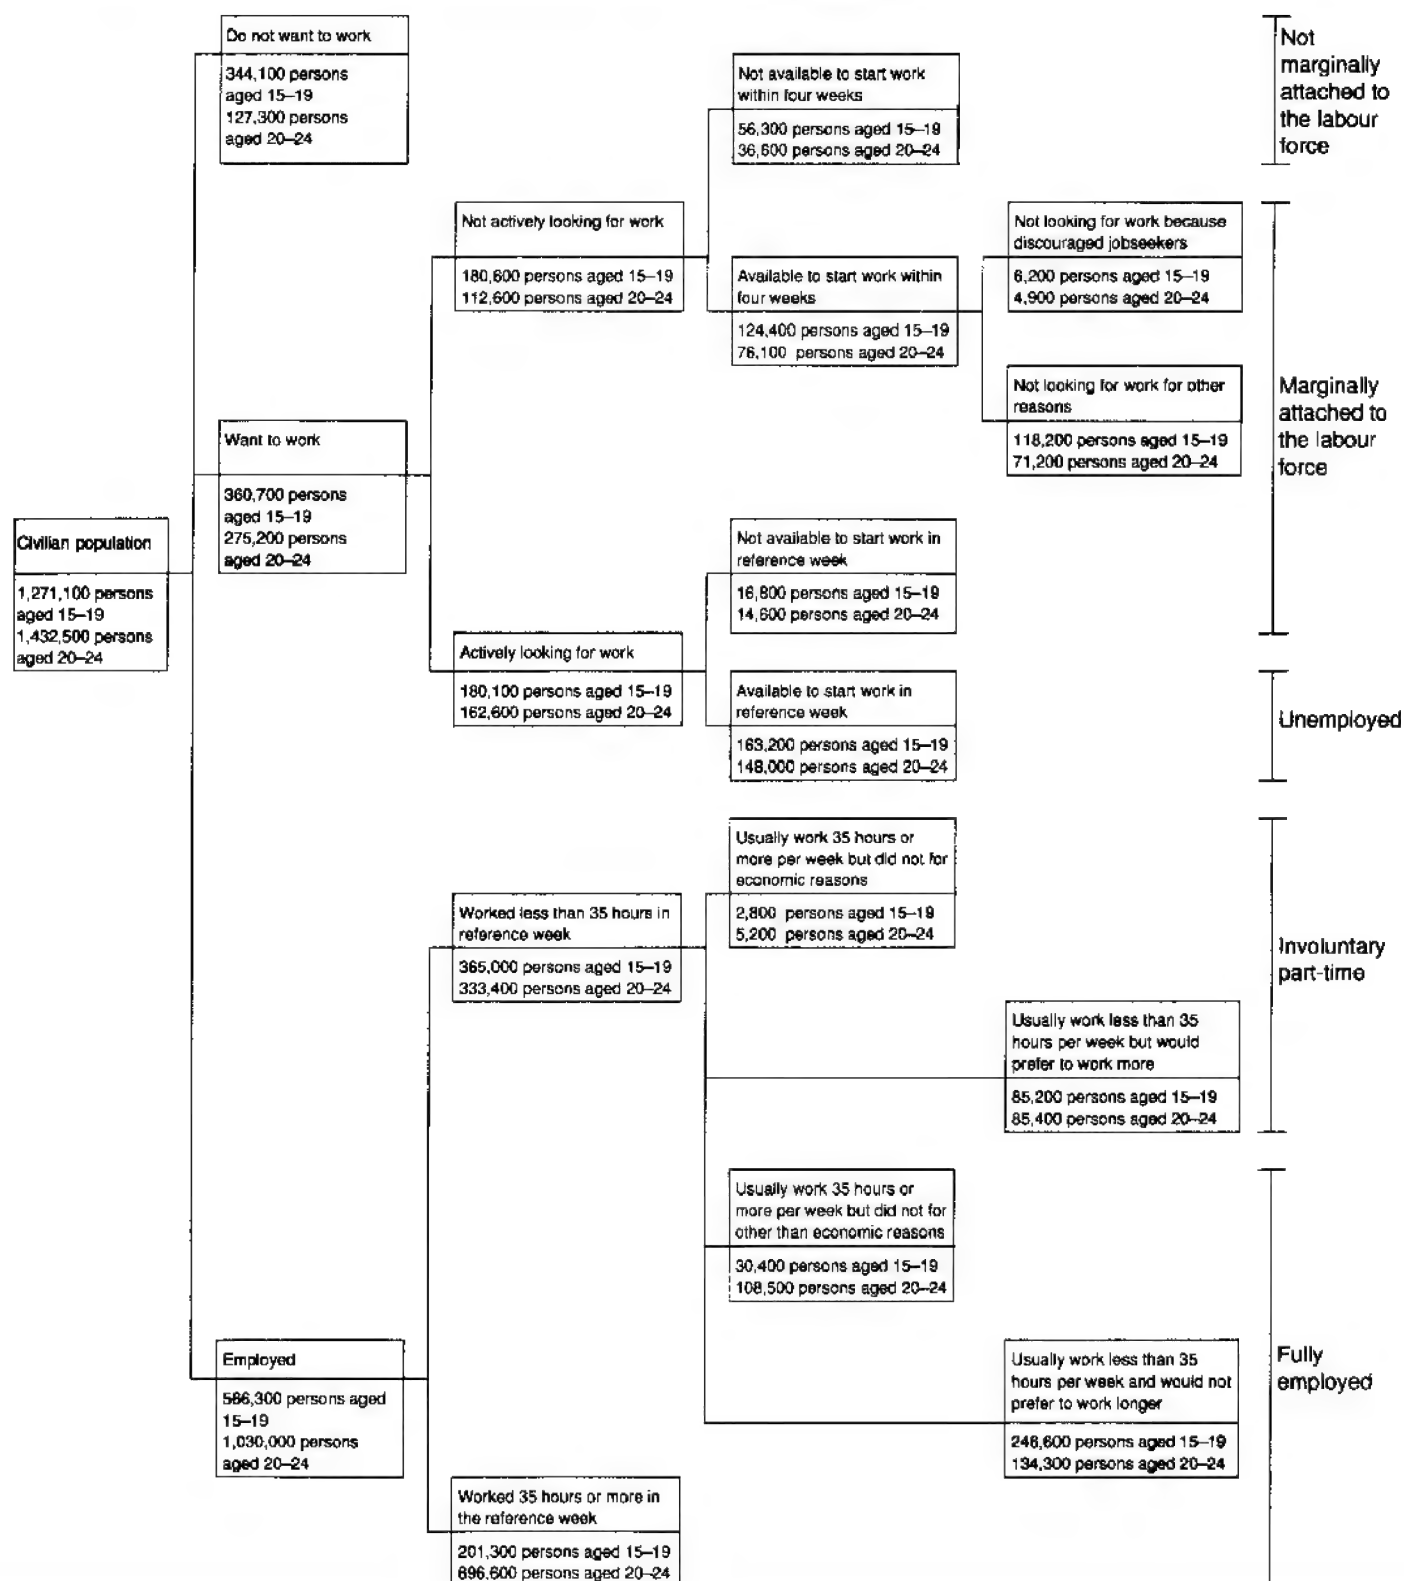 Do not want to work
344,100 persons
aged 15–19
127,300 persons
aged 20–24
Not available to start work
within four weeks
56,300 persons aged 15–19
36,600 persons aged 20–24
Not
marginally
attached to
the labour
force
Not actively looking for work
180,600 persons aged 15–19
112,600 persons aged 20–24
Available to start work within
four weeks
124,400 persons aged 15–19
76,100 persons aged 20–24
Not looking for work because
discouraged jobseekers
6,200 persons aged 15–19
4,900 persons aged 20–24
Not looking for work for other
reasons
118,200 persons aged 15–19
71,200 persons aged 20–24
Marginally
attached to
the labour
force
Want to work
360,700 persons
aged 15–19
275,200 persons
aged 20–24
Civilian population
1,271,100 persons
aged 15–19
1,432,500 persons
aged 20–24
Not available to start work in
reference week
16,800 persons aged 15–19
14,600 persons aged 20–24
Actively looking for work
180,100 persons aged 15–19
162,600 persons aged 20–24
Available to start work in
reference week
163,200 persons aged 15–19
148,000 persons aged 20–24
Unemployed
Usually work 35 hours or
more per week but did not for
economic reasons
2,800 persons aged 15–19
5,200 persons aged 20–24
Worked less than 35 hours in
reference week
365,000 persons aged 15–19
333,400 persons aged 20–24
Involuntary
part-time
Usually work less than 35
hours per week but would
prefer to work more
85,200 persons aged 15–19
85,400 persons aged 20–24
Usually work 35 hours or
more per week but did not for
other than economic reasons
30,400 persons aged 15–19
108,500 persons aged 20–24
Employed
566,300 persons aged
15–19
1,030,000 persons
aged 20–24
Usually work less than 35
hours per week and would not
prefer to work longer
246,600 persons aged 15–19
134,300 persons aged 20–24
Fully
employed
Worked 35 hours or more in
the reference week
201,300 persons aged 15–19
696,600 persons aged 20–24